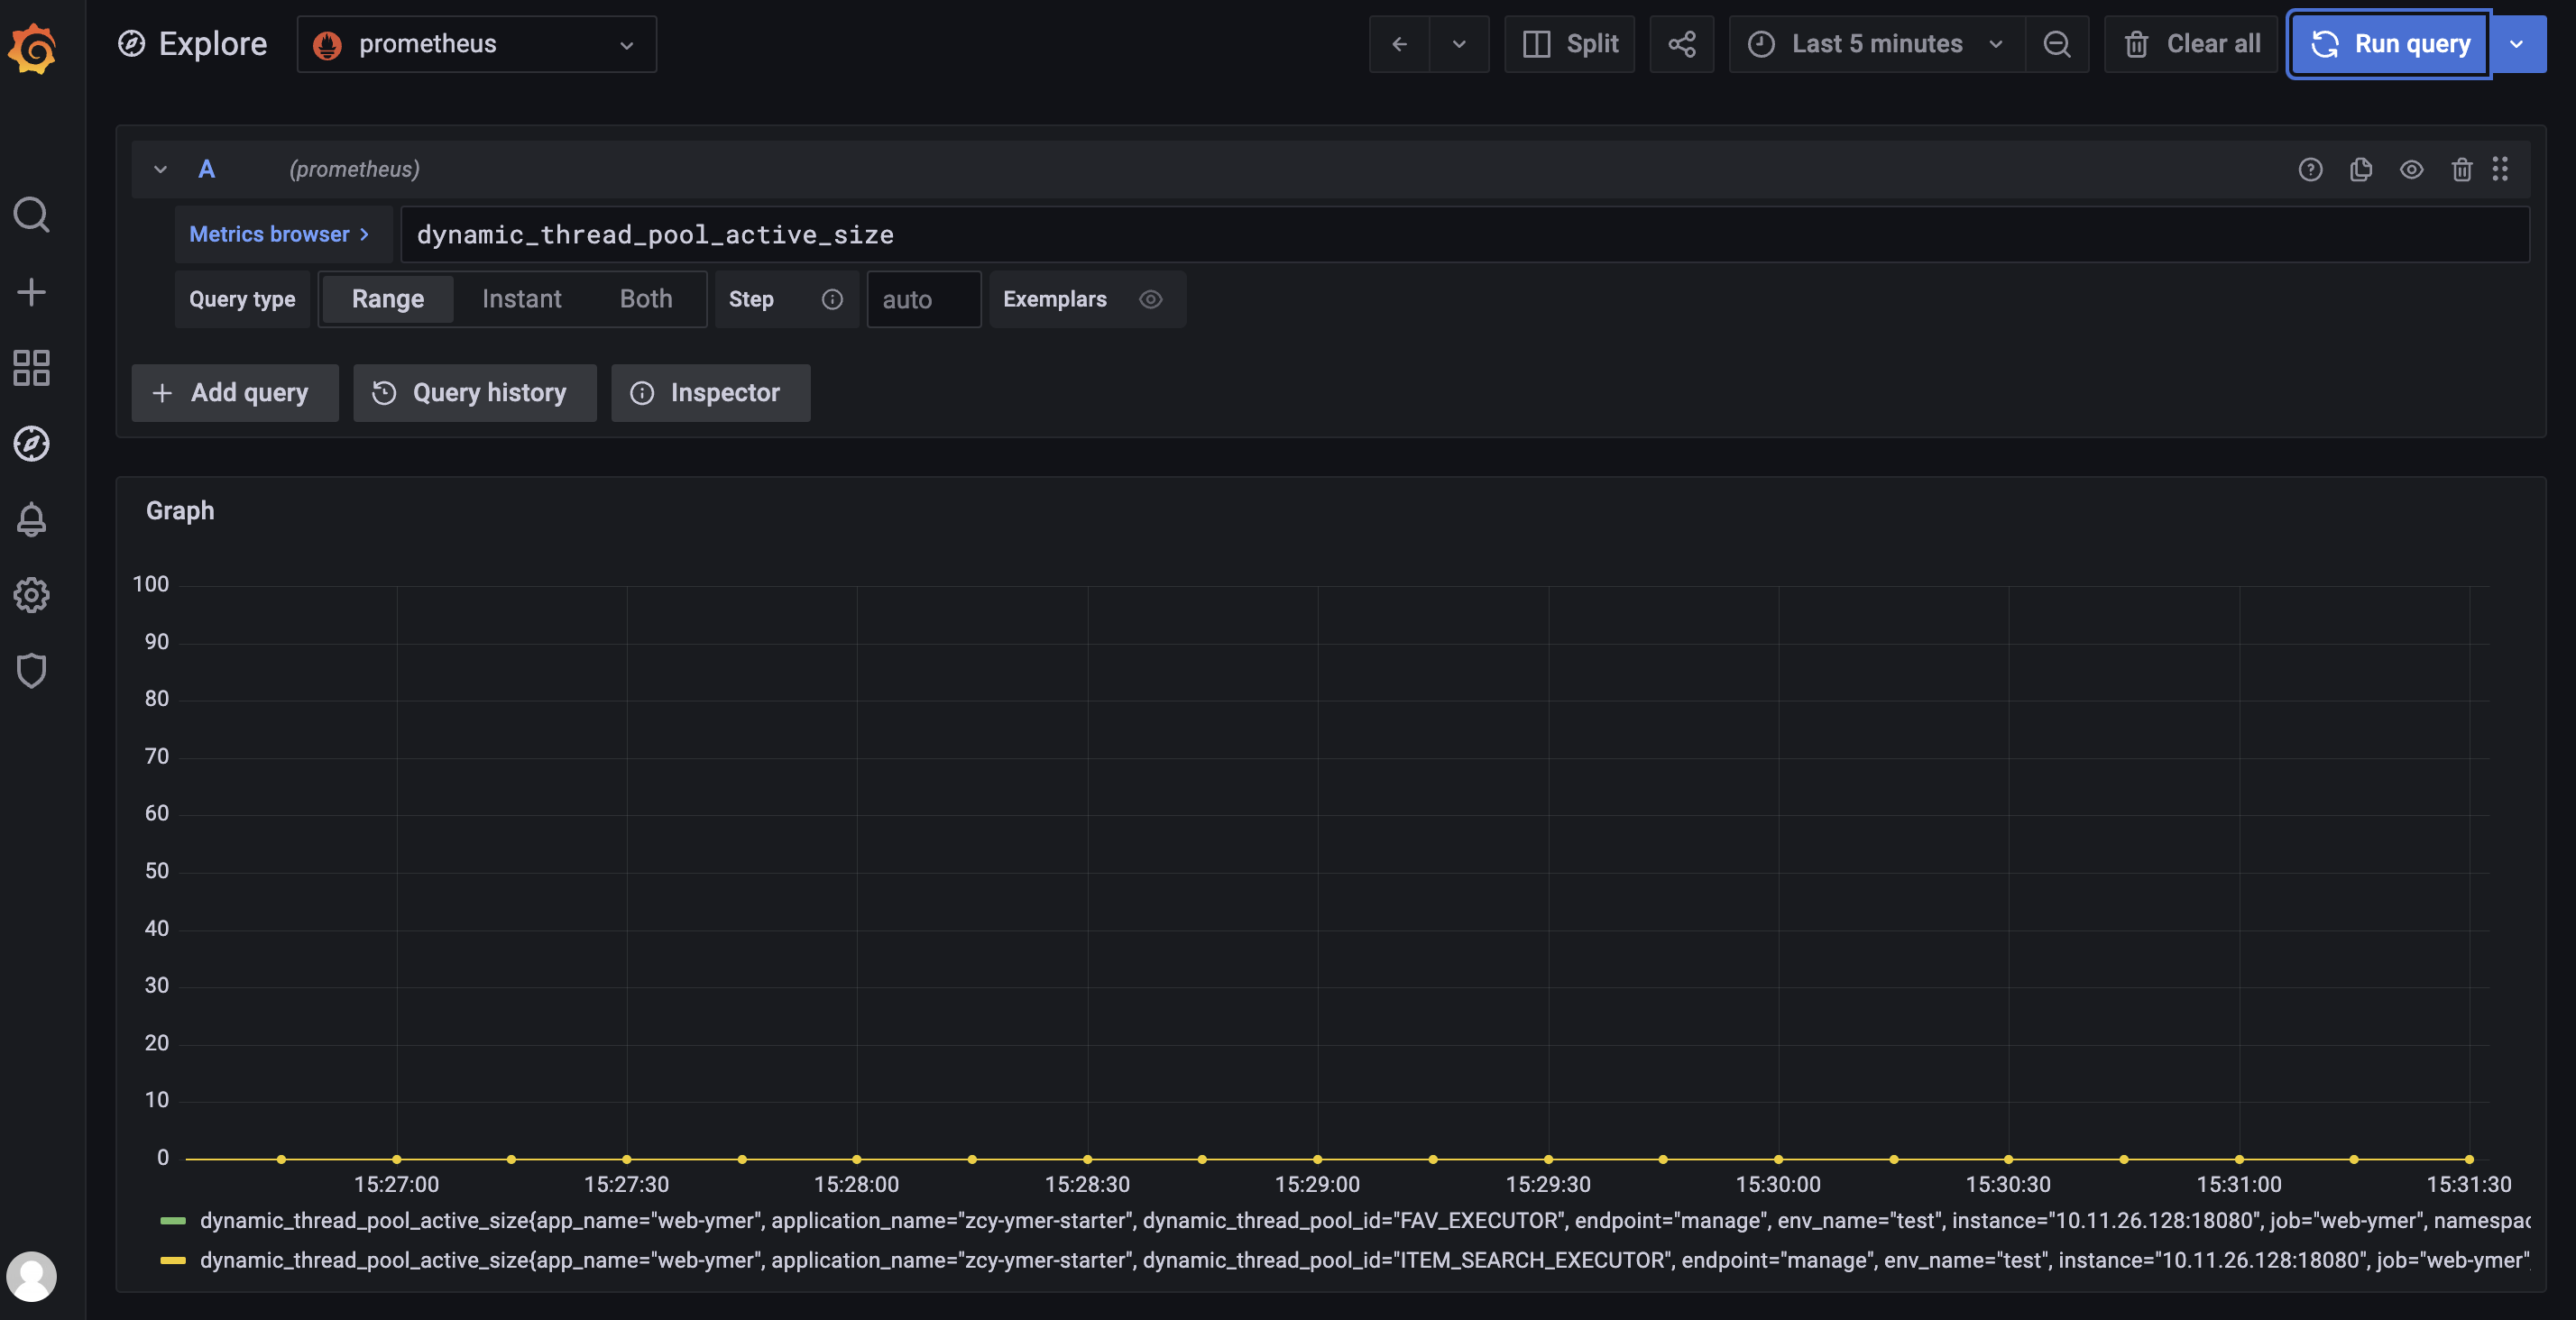 Explore prometheus Split Last 5 minutes Clear all Run query
A (prometheus)
Metrics browser > dynamic_thread_pool_active_size
Query type Range Instant Both Step auto Exemplars
+ Add query Query history Inspector
Graph
100
90
80
70
60
50
40
30
20
10
0
15:27:00 15:27:30 15:28:00 15:28:30 15:29:00 15:29:30 15:30:00 15:30:30 15:31:00 15:31:30
dynamic_thread_pool_active_size{app_name="web-ymer", application_name="zcy-ymer-starter", dynamic_thread_pool_id="FAV_EXECUTOR", endpoint="manage", env_name="test", instance="10.11.26.128:18080", job="web-ymer", namespac
dynamic_thread_pool_active_size{app_name="web-ymer", application_name="zcy-ymer-starter", dynamic_thread_pool_id="ITEM_SEARCH_EXECUTOR", endpoint="manage", env_name="test", instance="10.11.26.128:18080", job="web-ymer"